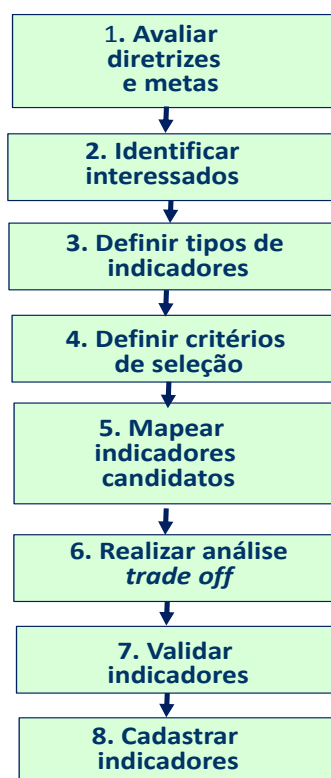 1. Avaliar
diretrizes
e metas
2. Identificar
interessados
3. Definir tipos de
indicadores
4. Definir critérios
de seleção
5. Mapear
indicadores
candidatos
6. Realizar análise
trade off
7. Validar
indicadores
8. Cadastrar
indicadores